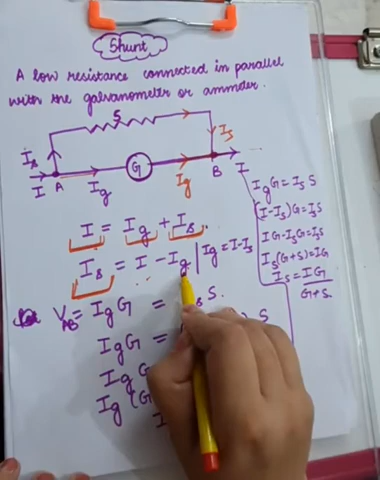 Shunt
A low resistance connected in parallel
with the galvanometer or ammeter.
S
Is
Is
I
A
Ig
G
Ig
B
I
I = Ig + Is.
Is = I - Ig
Ig = I - Is
VAB = IgG = S.
IgG = S
IgG
Ig (G
I
IgG = IsS
(I-Is)G = IsS
IG - IsG = IsS
Is(G+S) = IG
Is = IG
G+S.